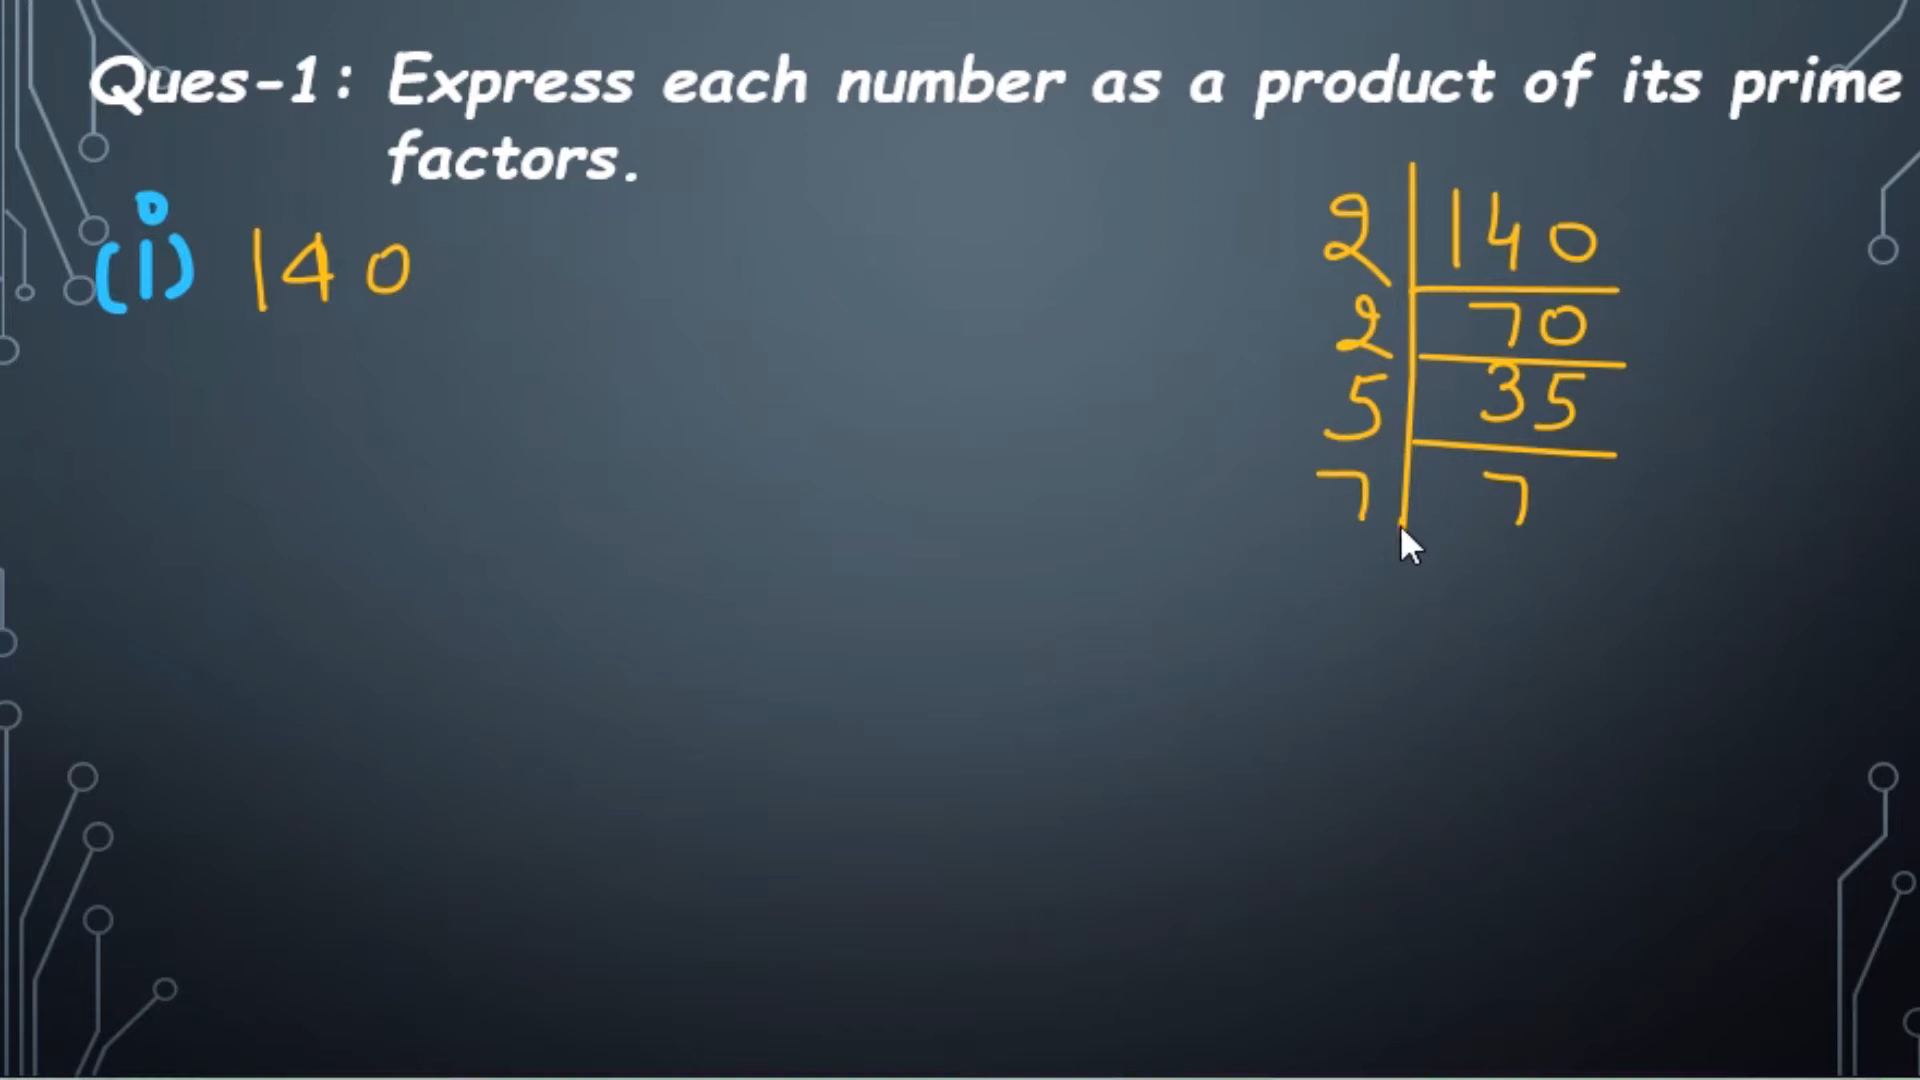 Ques-1: Express each number as a product of its prime
factors.
(i) 140
2 | 140
2 | 70
5 | 35
7 | 7